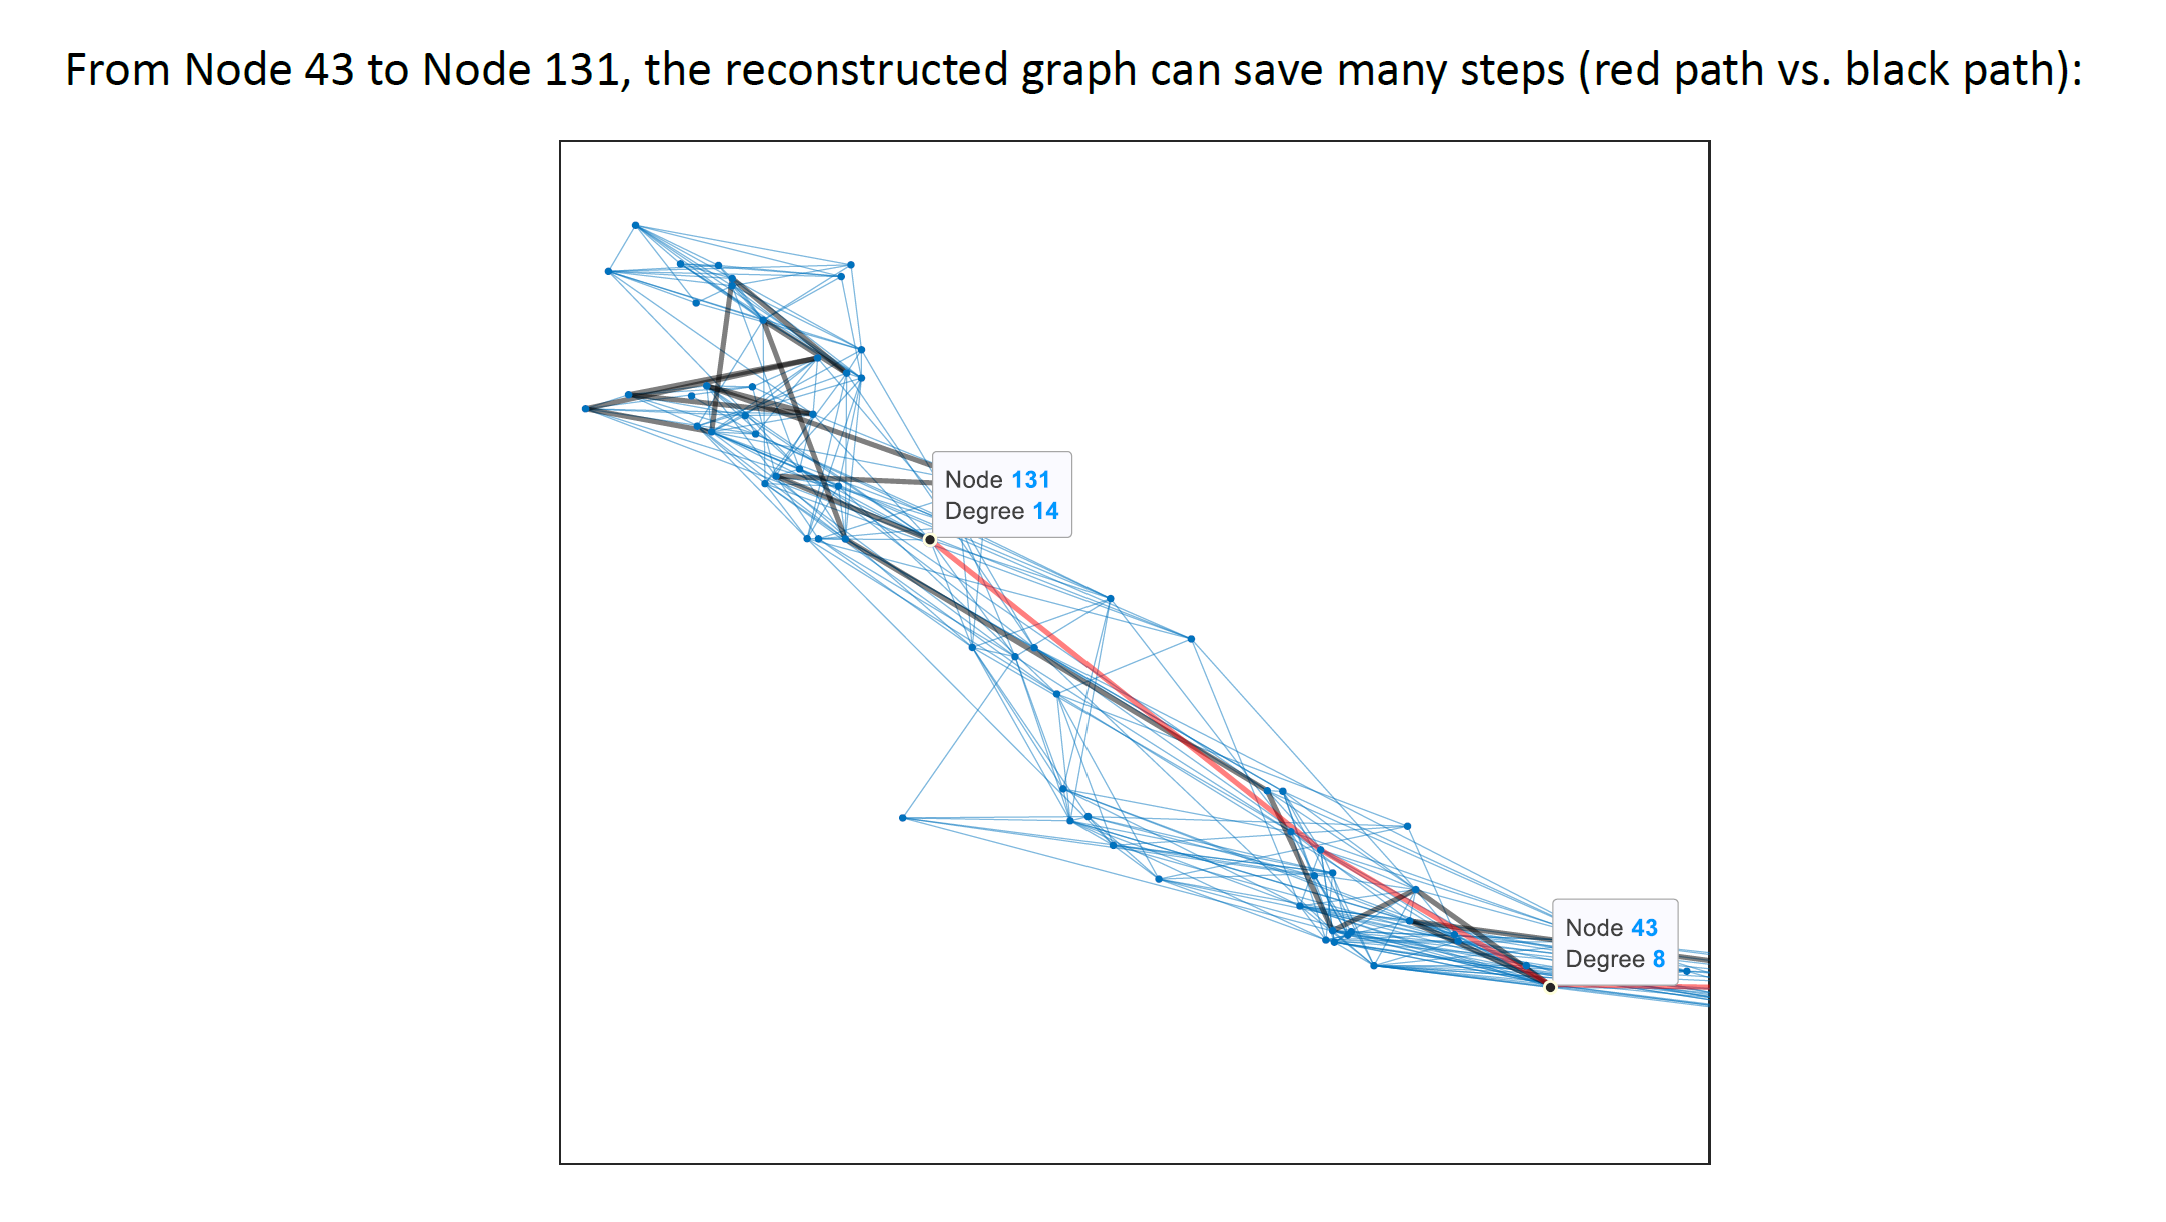 From Node 43 to Node 131, the reconstructed graph can save many steps (red path vs. black path):
Node 131
Degree 14
Node 43
Degree 8